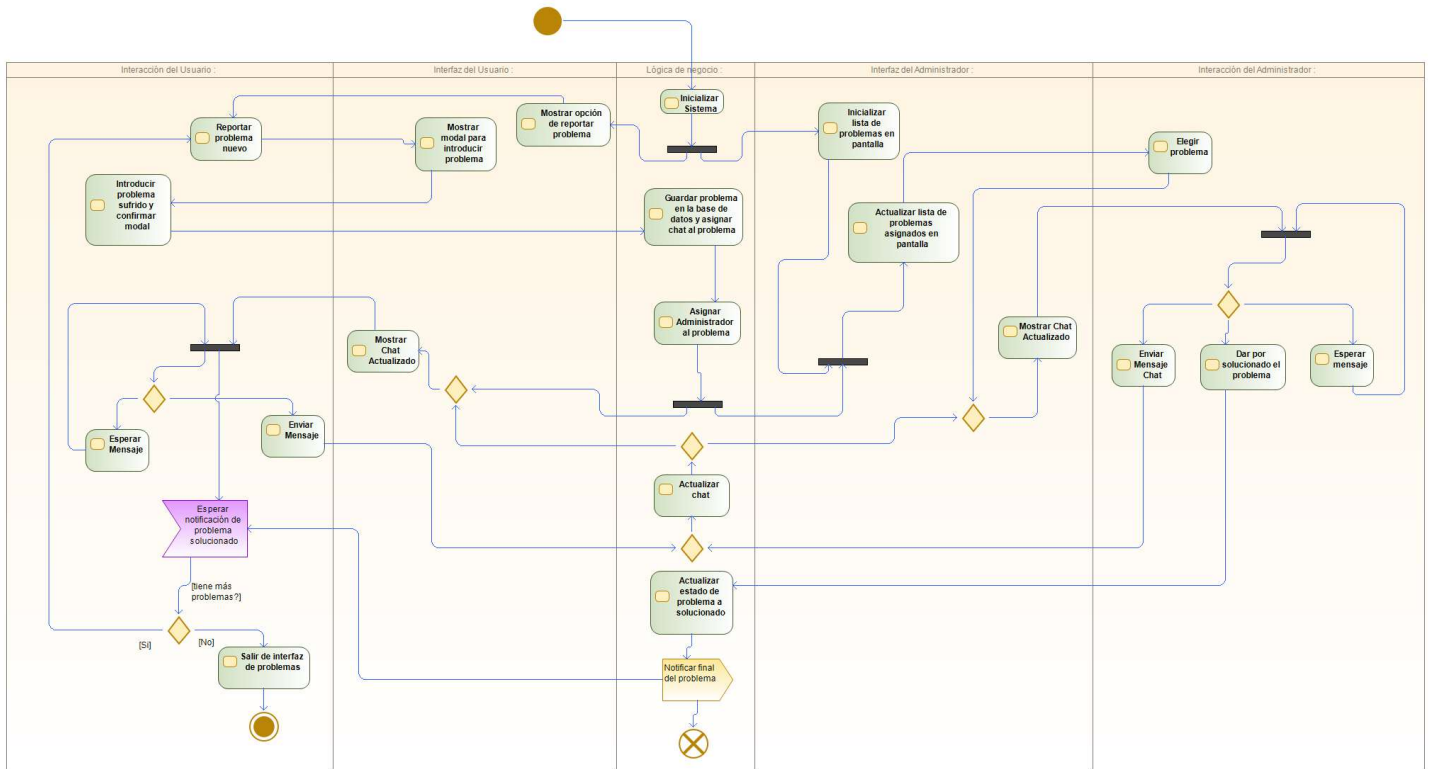 Interacción del Usuario :
Interfaz del Usuario :
Lógica de negocio :
Interfaz del Administrador :
Interacción del Administrador :
Inicializar
Sistema
Mostrar opción
de reportar
problema
Reportar
problema
nuevo
Mostrar
modal para
introducir
problema
Inicializar
lista de
problemas en
pantalla
Elegir
problema
Introducir
problema
sufrido y
confirmar
modal
Guardar problema
en la base de
datos y asignar
chat al problema
Actualizar lista de
problemas
asignados en
pantalla
Asignar
Administrador
al problema
Mostrar
Chat
Actualizado
Mostrar Chat
Actualizado
Enviar
Mensaje
Chat
Dar por
solucionado el
problema
Esperar
mensaje
Esperar
Mensaje
Enviar
Mensaje
Actualizar
chat
Esperar
notificación de
problema
solucionado
[tiene más
problemas?]
[Si]
[No]
Actualizar
estado de
problema a
solucionado
Salir de interfaz
de problemas
Notificar final
del problema